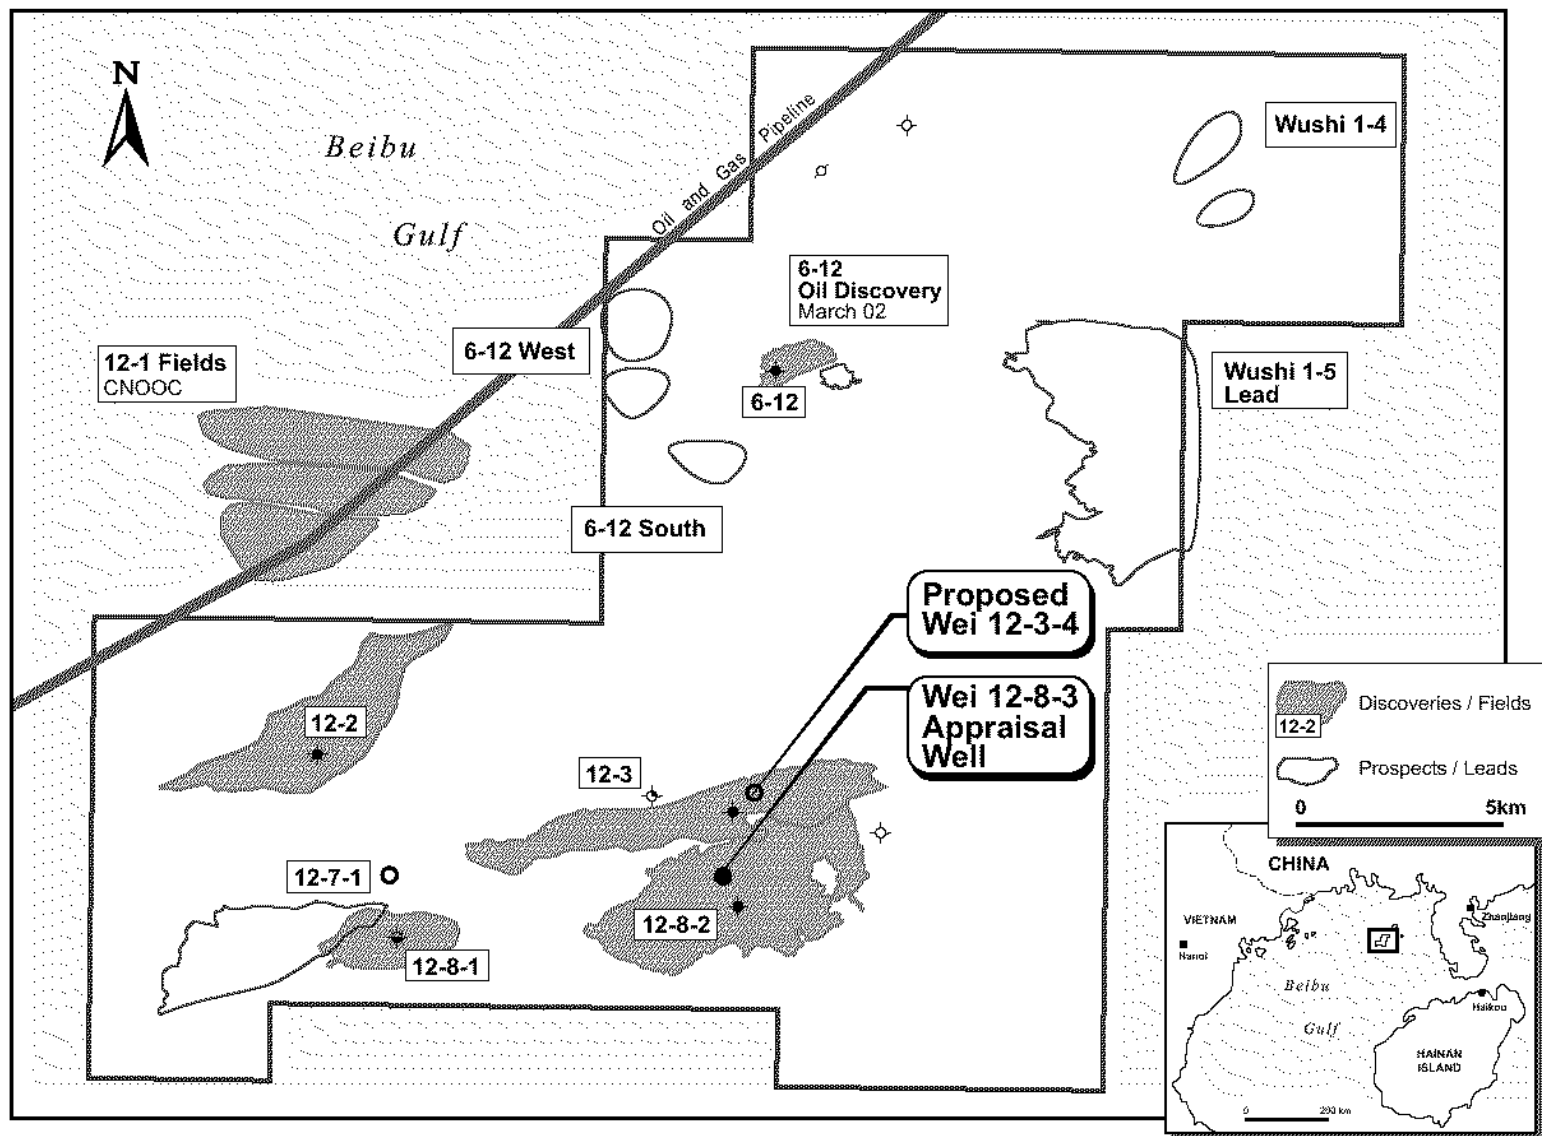 N
Beibu
Gulf
Oil and Gas Pipeline
Wushi 1-4
6-12
Oil Discovery
March 02
6-12 West
12-1 Fields
CNOOC
Wushi 1-5
Lead
6-12
6-12 South
Proposed
Wei 12-3-4
Wei 12-8-3
Appraisal
Well
12-2
12-3
12-7-1
12-8-2
12-8-1
Discoveries / Fields
12-2
Prospects / Leads
0 5km
CHINA
VIETNAM
Zhanjiang
Hanoi
Beibu
Gulf
Haikou
HAINAN
ISLAND
0 200 km